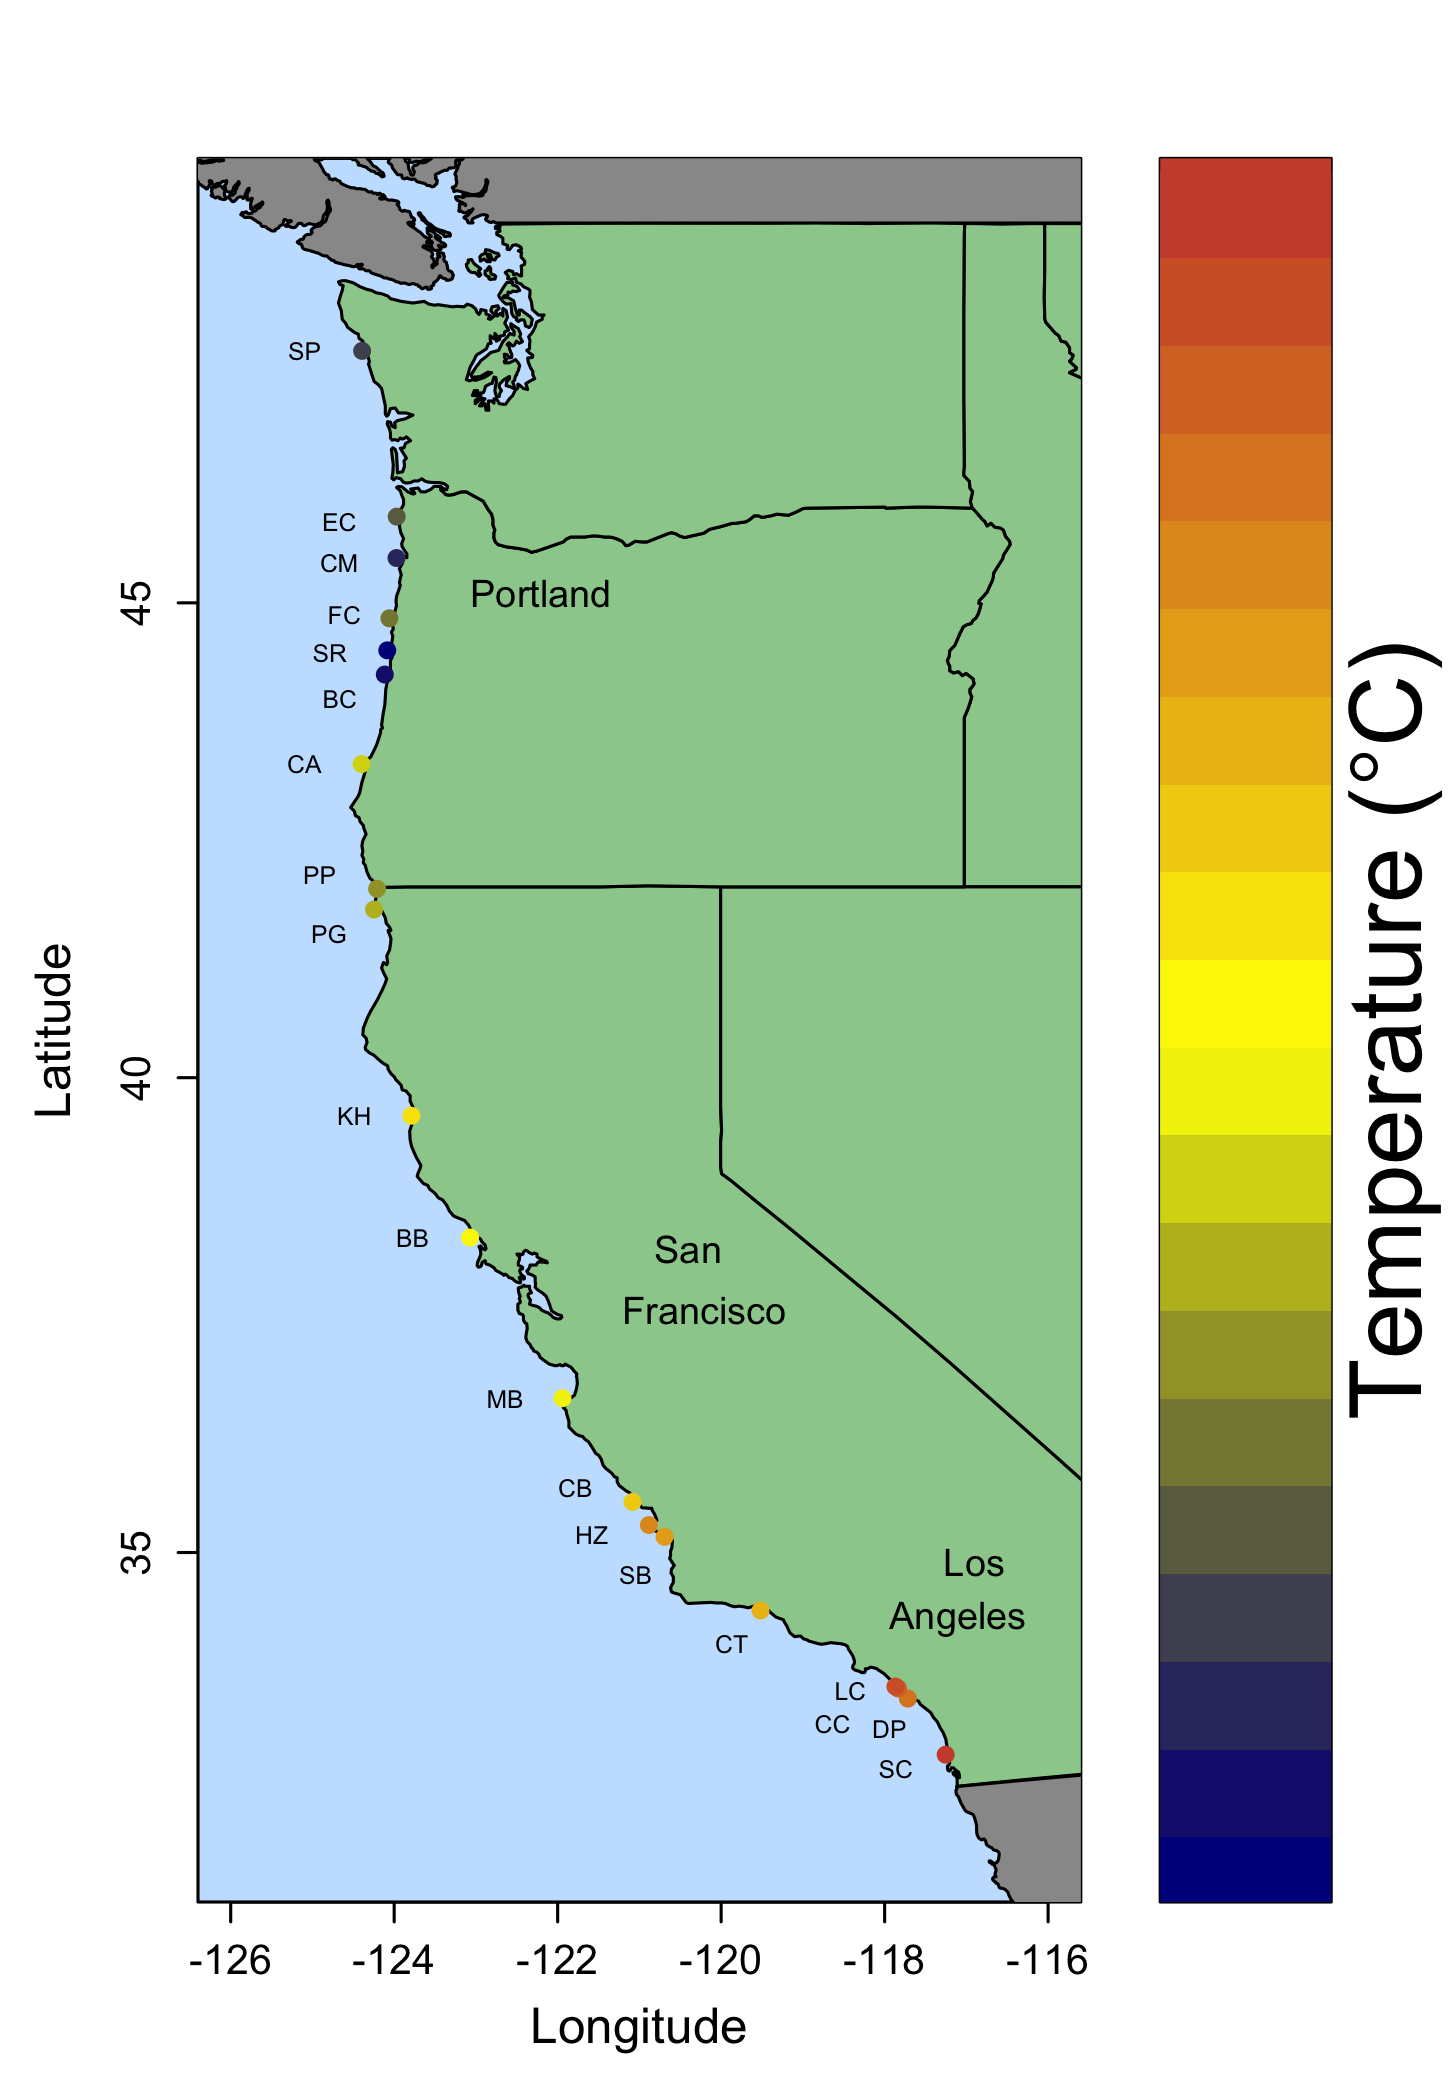 SP
EC
CM
Portland
FC
SR
BC
CA
PP
PG
KH
BB
San
Francisco
MB
CB
HZ
SB
Los
Angeles
CT
LC
CC
DP
SC
45
40
35
Latitude
-126
-124
-122
-120
-118
-116
Longitude
Temperature (°C)